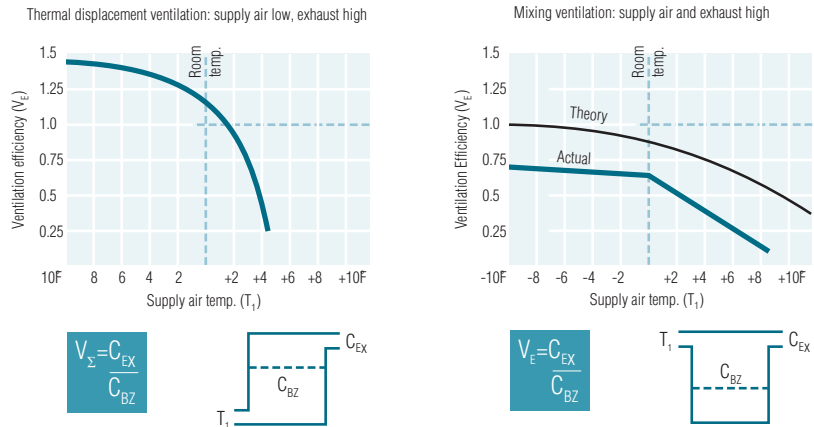 Thermal displacement ventilation: supply air low, exhaust high
Ventilation efficiency (VE)
1.5
1.25
1.0
0.75
0.5
0.25
Room
temp.
10F 8 6 4 2 +2 +4 +6 +8 +10F
Supply air temp. (T1)
VΣ=CEX
CBZ
CEX
CBZ
T1
Mixing ventilation: supply air and exhaust high
Ventilation Efficiency (VE)
1.5
1.25
1.0
0.75
0.5
0.25
Room
temp.
Theory
Actual
-10F -8 -6 -4 -2 +2 +4 +6 +8 +10F
Supply air temp. (T1)
VE=CEX
CBZ
T1
CEX
CBZ